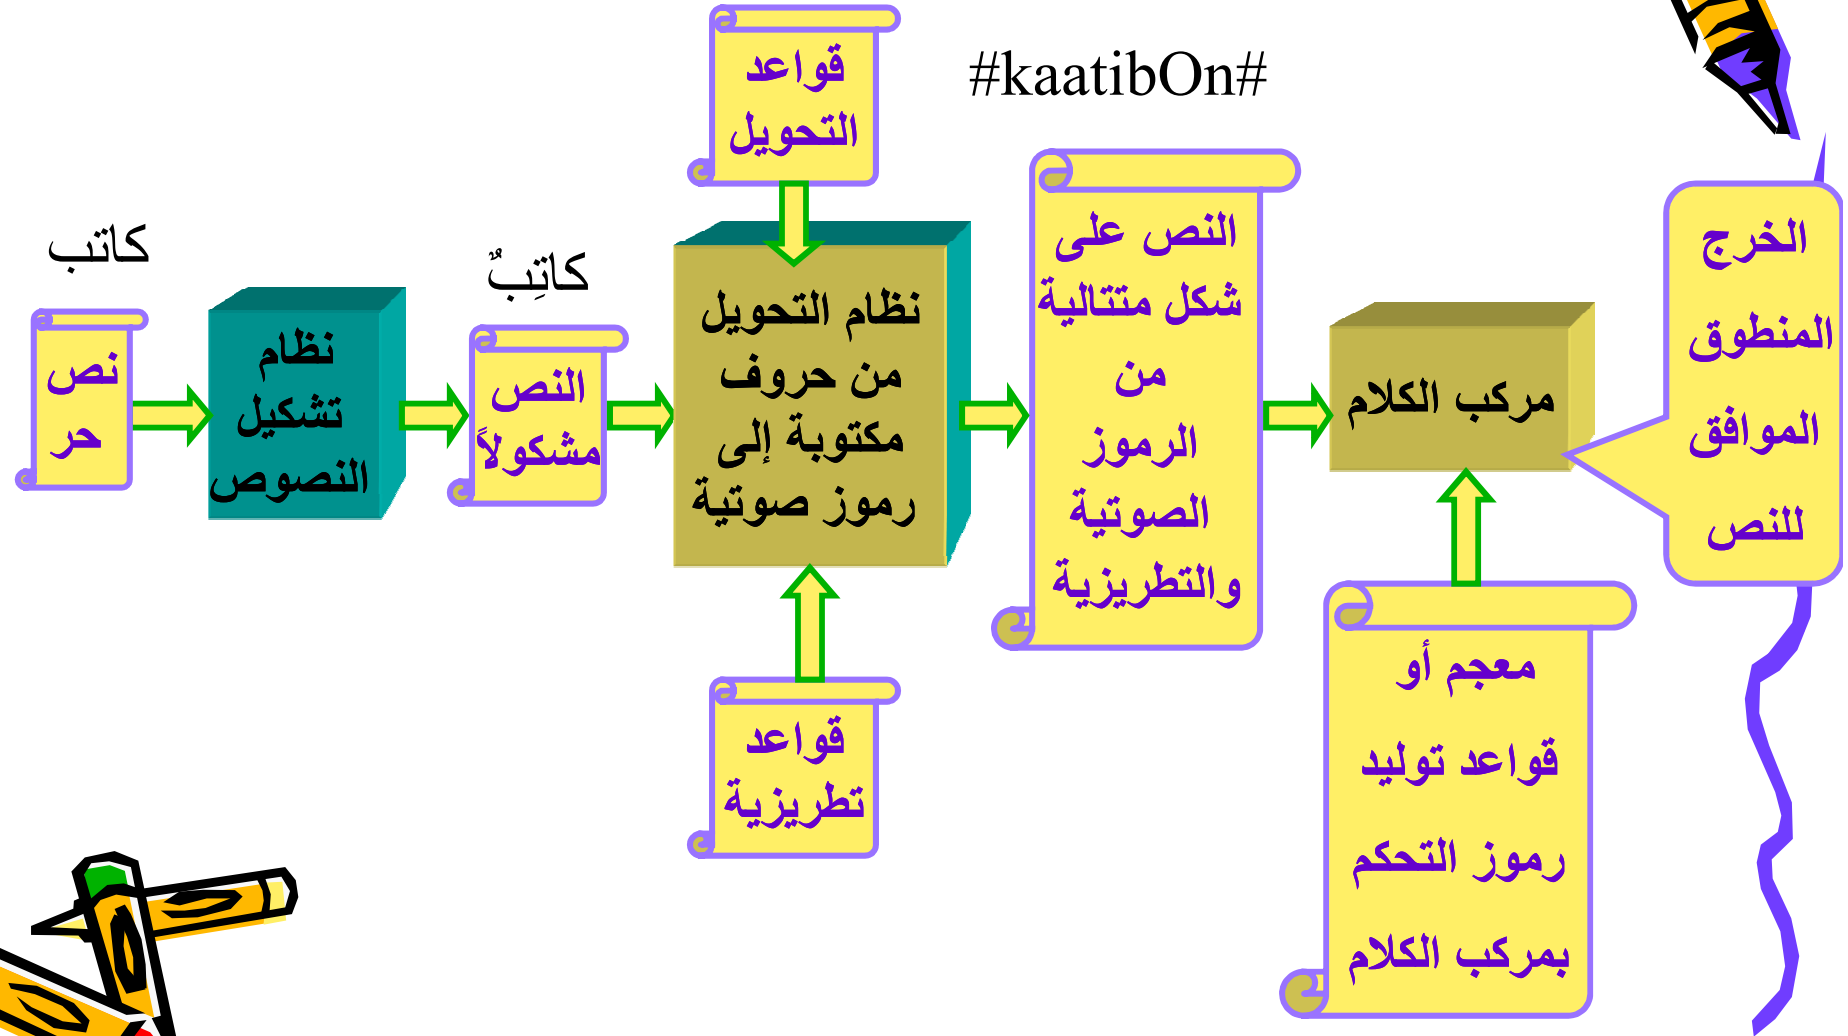 كاتب
نص
حر
نظام
تشكيل
النصوص
كاتِبٌ
النص
مشكولاً
قواعد
التحويل
نظام التحويل
من حروف
مكتوبة إلى
رموز صوتية
قواعد
تطريزية
#kaatibOn#
النص على
شكل متتالية
من
الرموز
الصوتية
والتطريزية
مركب الكلام
معجم أو
قواعد توليد
رموز التحكم
بمركب الكلام
الخرج
المنطوق
الموافق
للنص